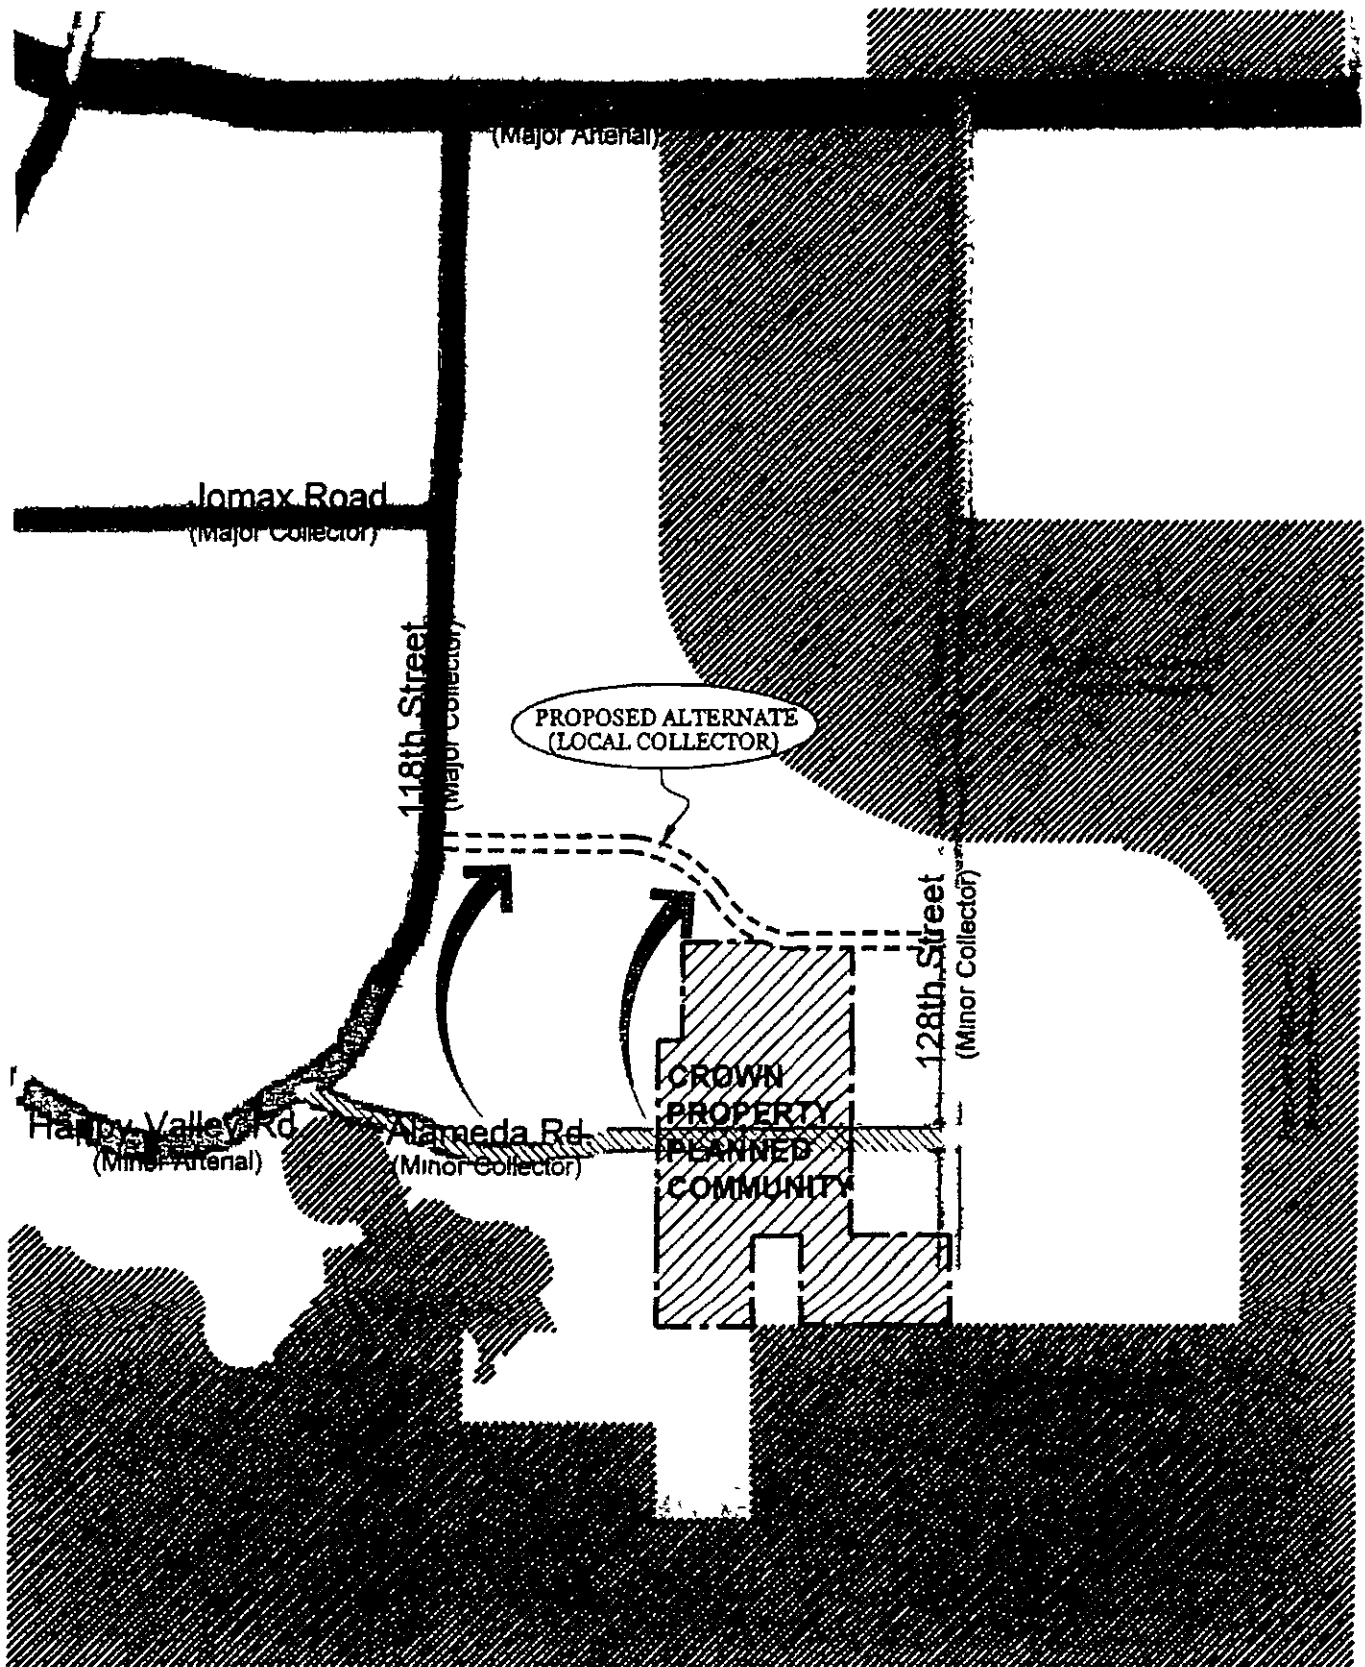 (Major Arterial)
Jomax Road
(Major Collector)
118th Street
(Major Collector)
PROPOSED ALTERNATE
(LOCAL COLLECTOR)
128th Street
(Minor Collector)
CROWN
PROPERTY
PLANNED
COMMUNITY
Happy Valley Rd.
(Minor Arterial)
Alameda Rd
(Minor Collector)